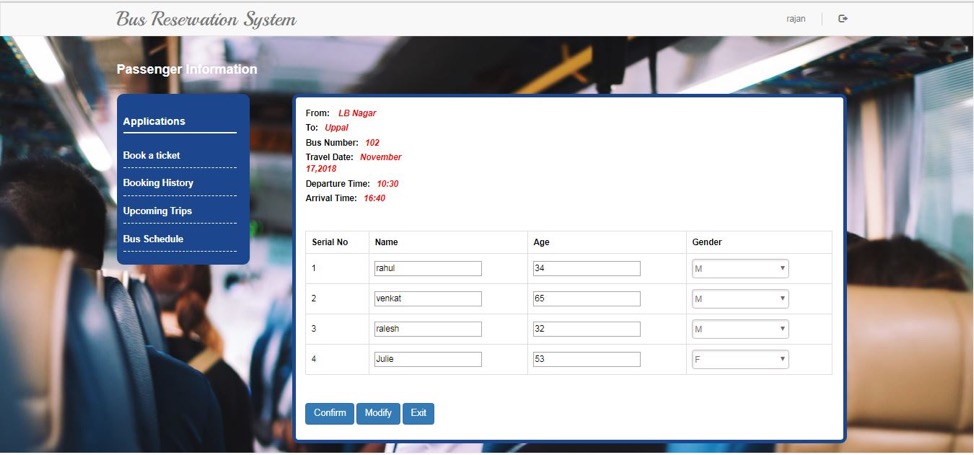 Bus Reservation System
rajan
Passenger Information
Applications
Book a ticket
Booking History
Upcoming Trips
Bus Schedule
From: LB Nagar
To: Uppal
Bus Number: 102
Travel Date: November
17,2018
Departure Time: 10:30
Arrival Time: 16:40
Serial No Name Age Gender
1 rahul 34 M
2 venkat 65 M
3 ralesh 32 M
4 Julie 53 F
Confirm Modify Exit